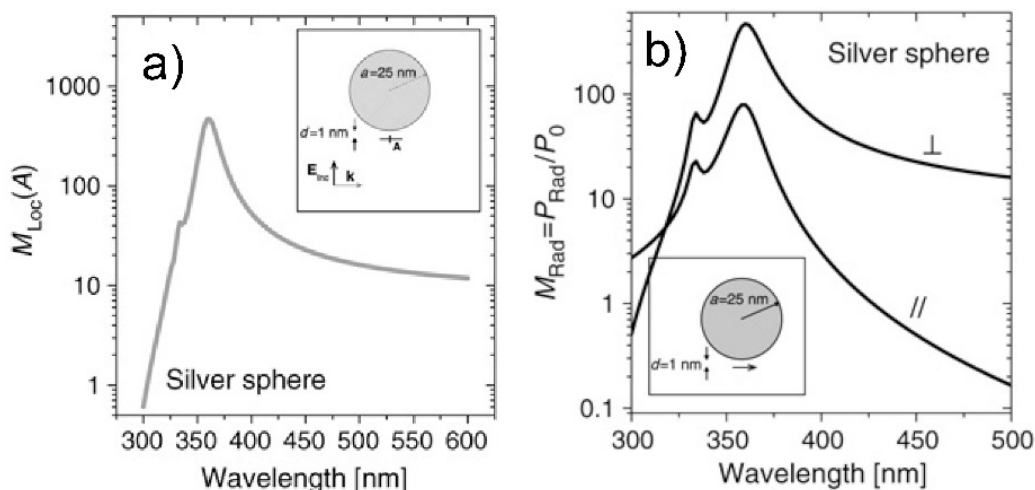 a)
1000
100
10
1
M_Loc(A)
a=25 nm
d=1 nm
A
E_Inc
k
Silver sphere
300 350 400 450 500 550 600
Wavelength [nm]
b)
Silver sphere
100
10
1
0.1
M_Rad=P_Rad/P_0
⊥
//
a=25 nm
d=1 nm
300 350 400 450 500
Wavelength [nm]